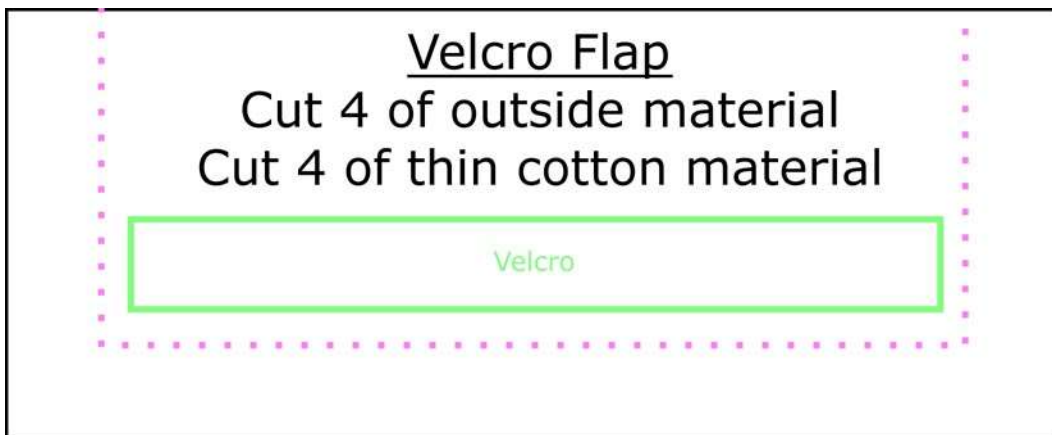 Velcro Flap
Cut 4 of outside material
Cut 4 of thin cotton material
Velcro